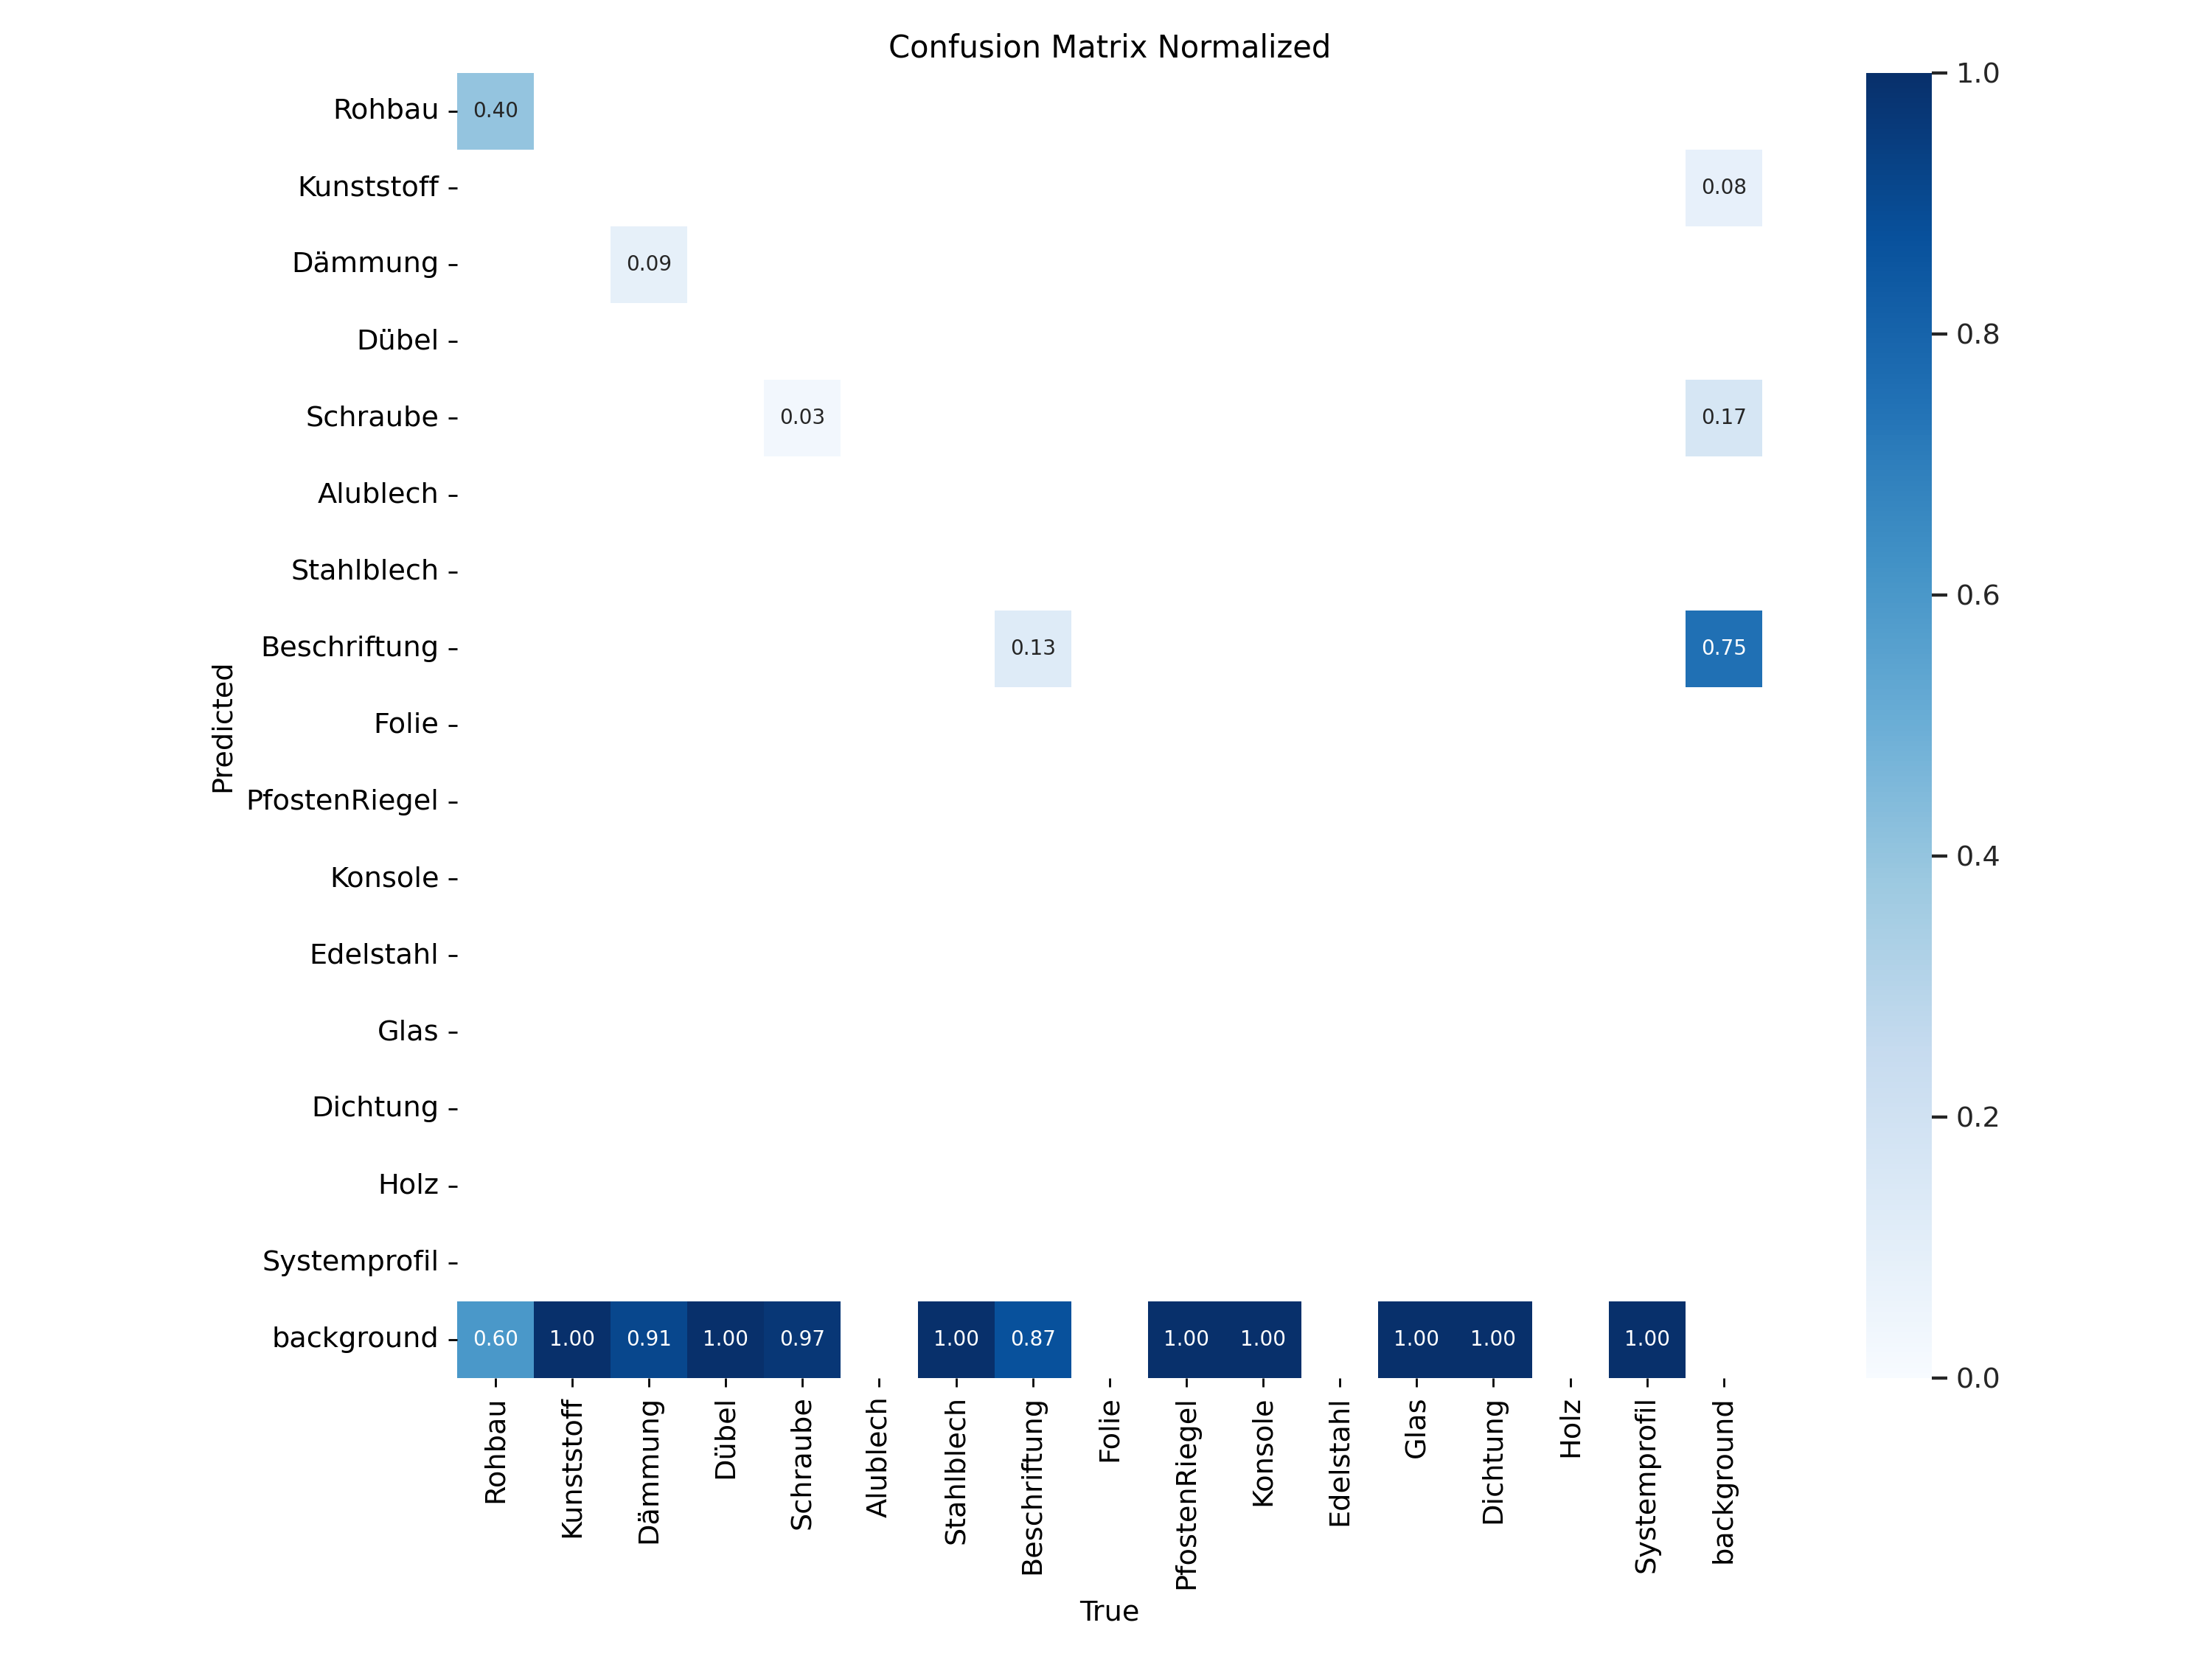 Confusion Matrix Normalized
Rohbau
0.40
Kunststoff
0.08
Dämmung
0.09
Dübel
Schraube
0.03
0.17
Alublech
Stahlblech
Beschriftung
0.13
0.75
Folie
PfostenRiegel
Konsole
Edelstahl
Glas
Dichtung
Holz
Systemprofil
background
0.60 1.00 0.91 1.00 0.97 1.00 0.87 1.00 1.00 1.00 1.00 1.00
Predicted
Rohbau
Kunststoff
Dämmung
Dübel
Schraube
Alublech
Stahlblech
Beschriftung
Folie
PfostenRiegel
Konsole
Edelstahl
Glas
Dichtung
Holz
Systemprofil
background
True
1.0
0.8
0.6
0.4
0.2
0.0